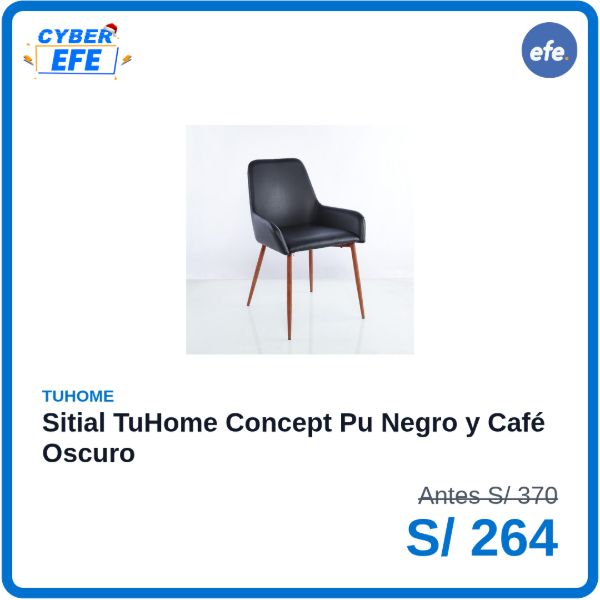 CYBER
EFE
efe.
TUHOME
Sitial TuHome Concept Pu Negro y Café
Oscuro
Antes S/ 370
S/ 264